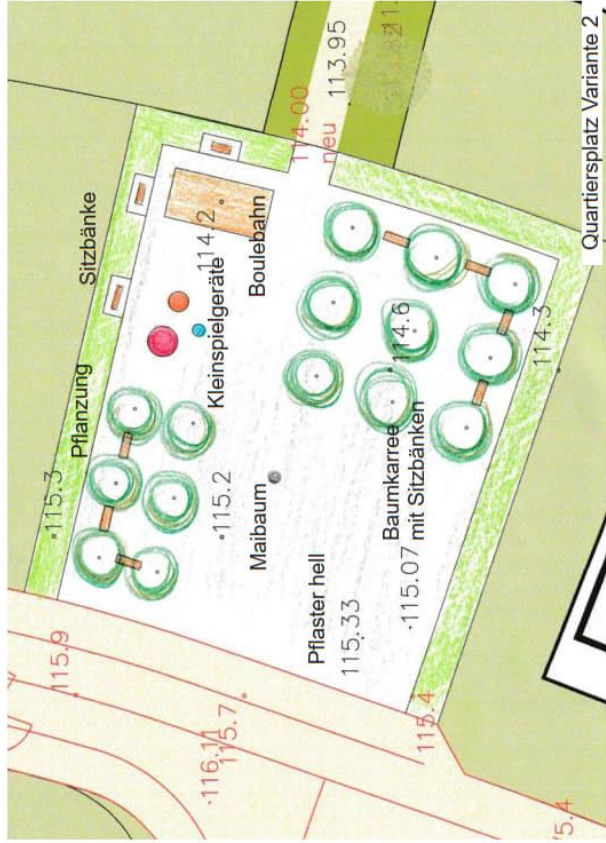 115.3
115.9
Pflanzung
Sitzbänke
116.11
115.7
114.2
Kleinspielgeräte
115.2
Maibaum
Boulebahn
114.00
neu
113.95
Pflaster hell
115.33
Baumkarree
mit Sitzbänken
114.6
115.07
115.4
114.3
5.4
Quartiersplatz Variante 2